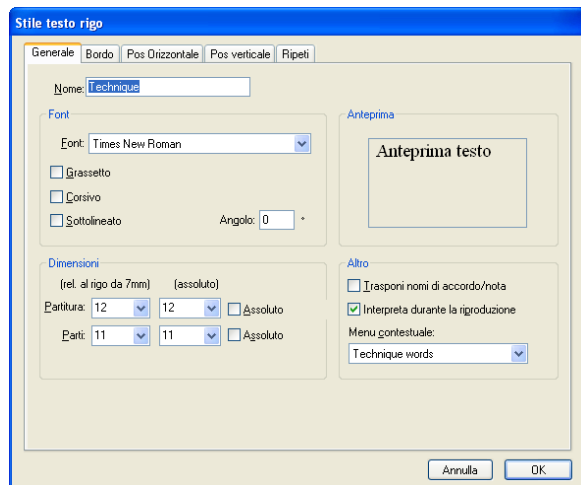 Stile testo rigo
Generale Bordo Pos Orizzontale Pos verticale Ripeti
Nome: Technique
Font
Font: Times New Roman
Grassetto
Corsivo
Sottolineato Angolo: 0 °
Anteprima
Anteprima testo
Dimensioni
(rel. al rigo da 7mm) (assoluto)
Partitura: 12 12 Assoluto
Parti: 11 11 Assoluto
Altro
Trasponi nomi di accordo/nota
Interpreta durante la riproduzione
Menu contestuale:
Technique words
Annulla OK